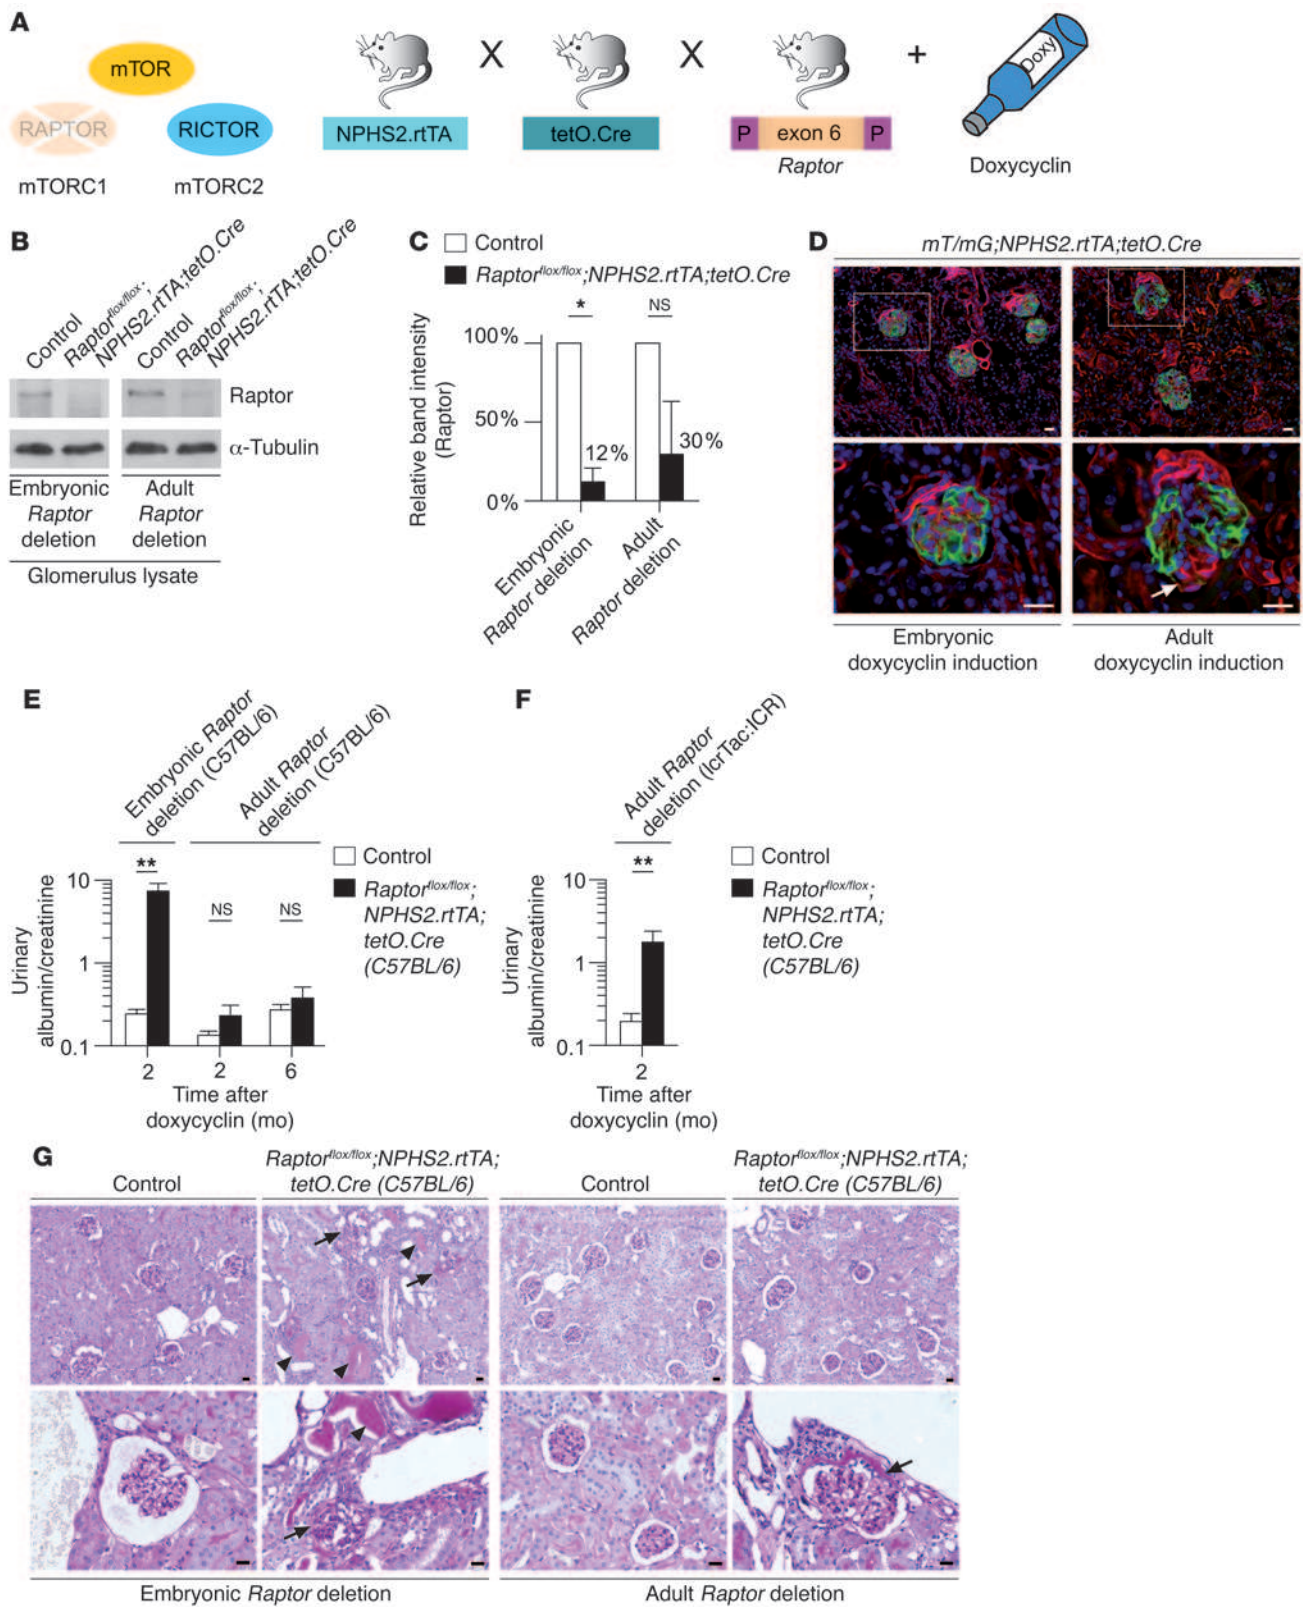 A
mTOR
RAPTOR
RICTOR
mTORC1
mTORC2
NPHS2.rtTA
X
tetO.Cre
X
P
exon 6
P
Raptor
+
Doxy
Doxycyclin
B
Control
Raptorflox/flox;
NPHS2.rtTA;tetO.Cre
Control
Raptorflox/flox;
NPHS2.rtTA;tetO.Cre
Raptor
α-Tubulin
Embryonic
Raptor
deletion
Adult
Raptor
deletion
Glomerulus lysate
C
Control
Raptorflox/flox;NPHS2.rtTA;tetO.Cre
*
NS
Relative band intensity
(Raptor)
100%
50%
0%
12%
30%
Embryonic
Raptor deletion
Adult
Raptor deletion
D
mT/mG;NPHS2.rtTA;tetO.Cre
Embryonic
doxycyclin induction
Adult
doxycyclin induction
E
Embryonic Raptor
deletion (C57BL/6)
Adult Raptor
deletion (C57BL/6)
Control
Raptorflox/flox;
NPHS2.rtTA;
tetO.Cre
(C57BL/6)
**
NS
NS
Urinary
albumin/creatinine
10
1
0.1
2
2
6
Time after
doxycyclin (mo)
F
Adult Raptor
deletion (IcrTac:ICR)
Control
Raptorflox/flox;
NPHS2.rtTA;
tetO.Cre
(C57BL/6)
**
Urinary
albumin/creatinine
10
1
0.1
2
Time after
doxycyclin (mo)
G
Control
Raptorflox/flox;NPHS2.rtTA;
tetO.Cre (C57BL/6)
Control
Raptorflox/flox;NPHS2.rtTA;
tetO.Cre (C57BL/6)
Embryonic Raptor deletion
Adult Raptor deletion